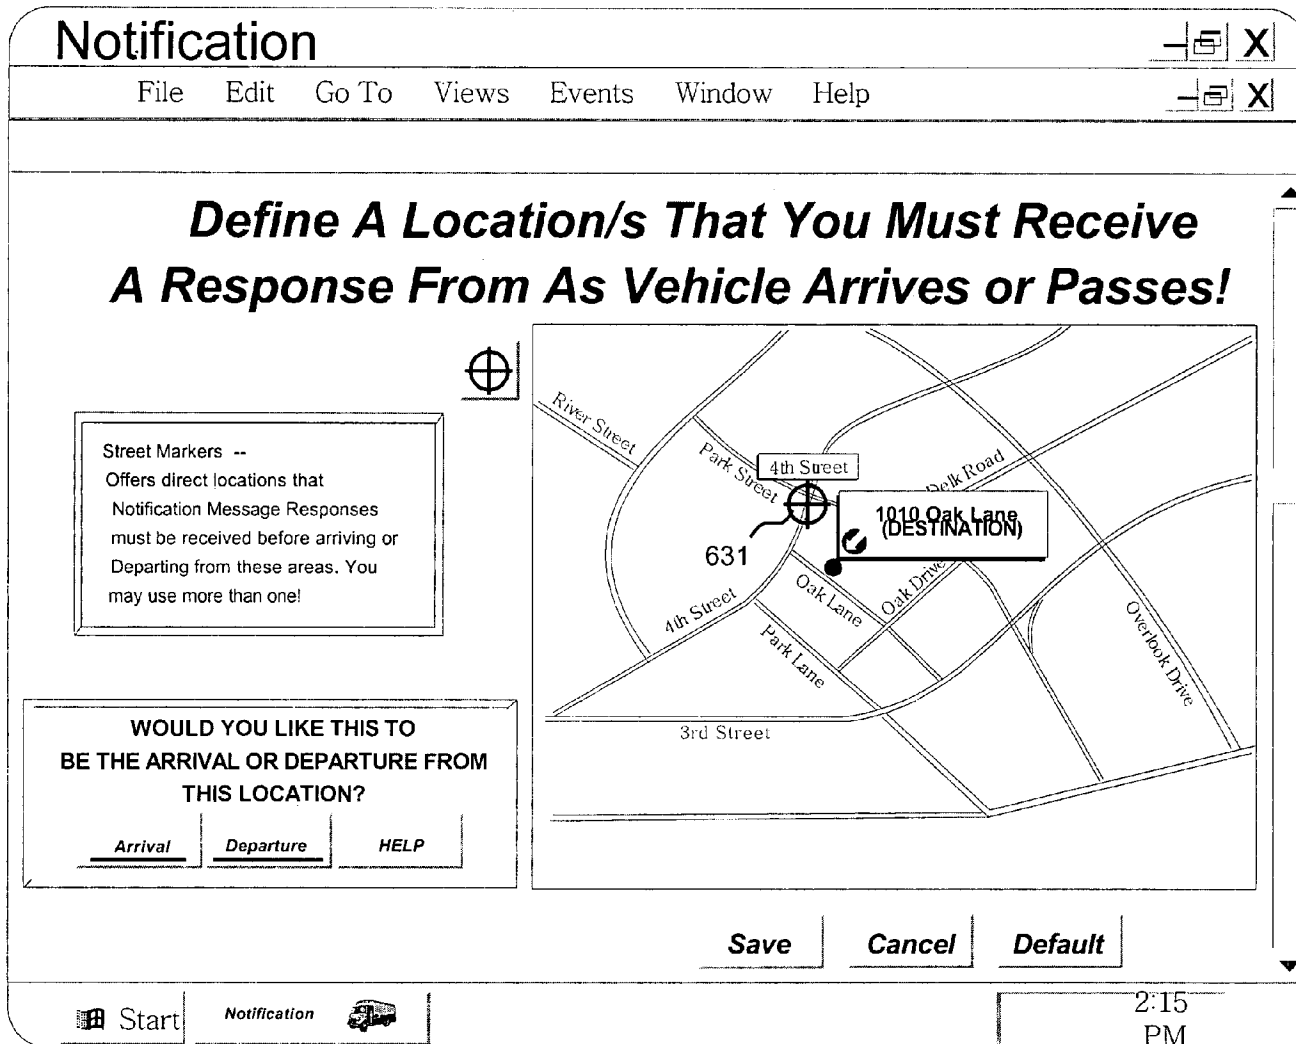 Notification
X
File Edit Go To Views Events Window Help
X
Define A Location/s That You Must Receive
A Response From As Vehicle Arrives or Passes!
Street Markers --
Offers direct locations that
Notification Message Responses
must be received before arriving or
Departing from these areas. You
may use more than one!
WOULD YOU LIKE THIS TO
BE THE ARRIVAL OR DEPARTURE FROM
THIS LOCATION?
Arrival Departure HELP
River Street
Park Street
4th Street
Delk Road
1010 Oak Lane
(DESTINATION)
631
Oak Lane
Oak Drive
4th Street
Park Lane
Overlook Drive
3rd Street
Save Cancel Default
Start Notification
2:15
PM